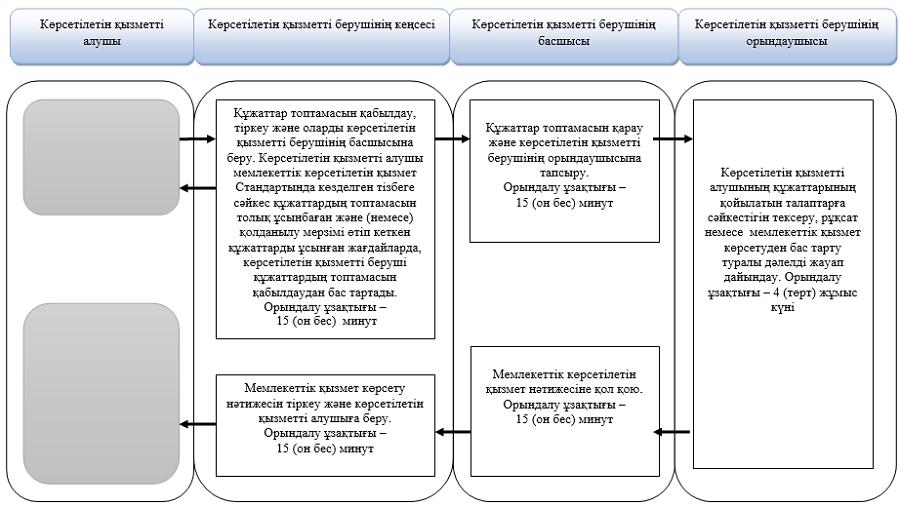 Көрсетілетін қызметті
алушы
Көрсетілетін қызметті берушінің кеңсесі
Көрсетілетін қызметті берушінің
басшысы
Көрсетілетін қызметті берушінің
орындаушысы
Құжаттар топтамасын қабылдау,
тіркеу және оларды көрсетілетін
қызметті берушінің басшысына
беру. Көрсетілетін қызметті алушы
мемлекеттік көрсетілетін қызмет
Стандартында көзделген тізбеге
сәйкес құжаттардың топтамасын
толық ұсынбаған және (немесе)
қолданылу мерзімі өтіп кеткен
құжаттарды ұсынған жағдайларда,
көрсетілетін қызметті беруші
құжаттардың топтамасын
қабылдаудан бас тартады.
Орындалу ұзақтығы –
15 (он бес) минут
Құжаттар топтамасын қарау
және көрсетілетін қызметті
берушінің орындаушысына
тапсыру.
Орындалу ұзақтығы –
15 (он бес) минут
Көрсетілетін қызметті
алушының құжаттарының
қойылатын талаптарға
сәйкестігін тексеру, рұқсат
немесе мемлекеттік қызмет
көрсетуден бас тарту
туралы дәлелді жауап
дайындау. Орындалу
ұзақтығы – 4 (төрт) жұмыс
күні
Мемлекеттік қызмет көрсету
нәтижесін тіркеу және көрсетілетін
қызметті алушыға беру.
Орындалу ұзақтығы –
15 (он бес) минут
Мемлекеттік көрсетілетін
қызмет нәтижесіне қол қою.
Орындалу ұзақтығы –
15 (он бес) минут